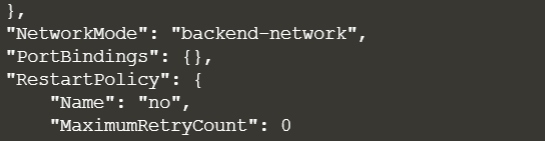 },
"NetworkMode": "backend-network",
"PortBindings": {},
"RestartPolicy": {
    "Name": "no",
    "MaximumRetryCount": 0